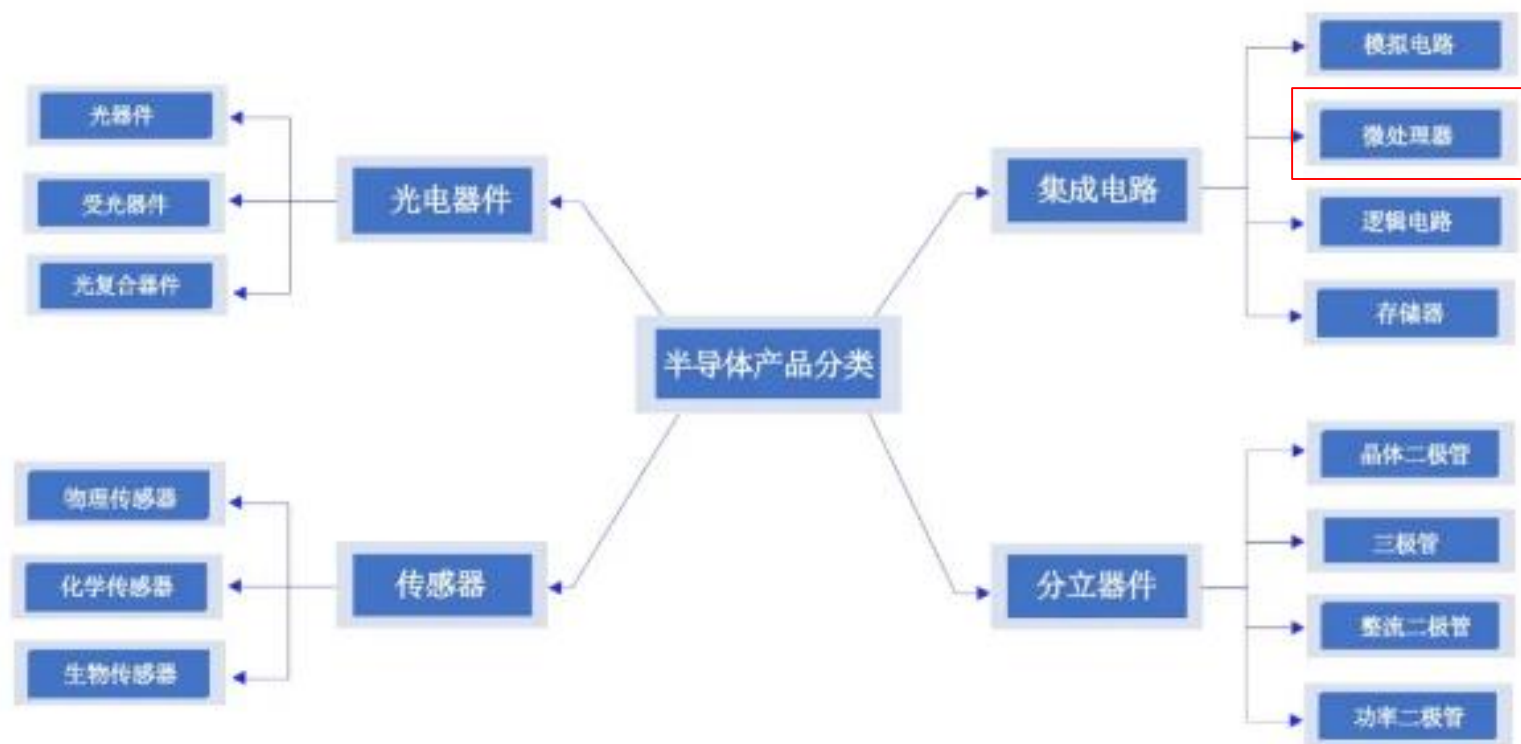 模拟电路
光器件
微处理器
光电器件
集成电路
受光器件
逻辑电路
光复合器件
存储器
半导体产品分类
晶体二极管
物理传感器
三极管
化学传感器
传感器
分立器件
整流二极管
生物传感器
功率二极管